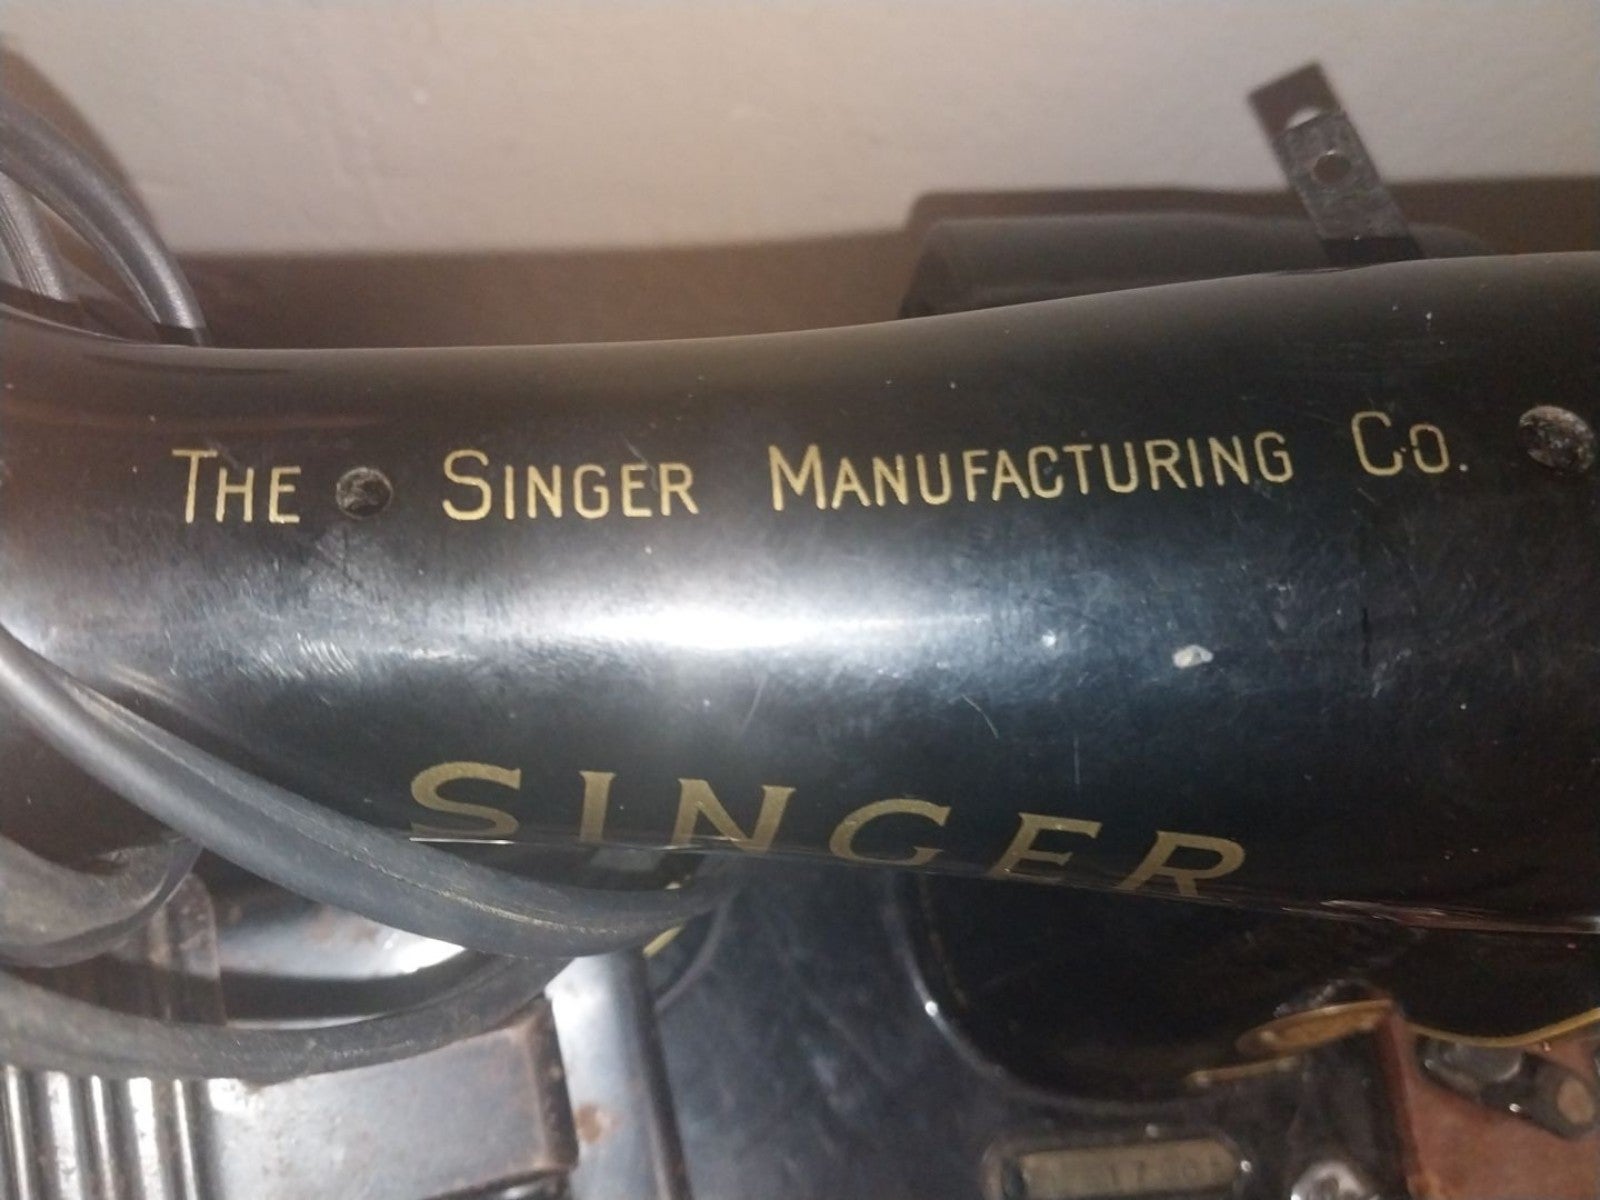 THE SINGER MANUFACTURING CO.
SINGER